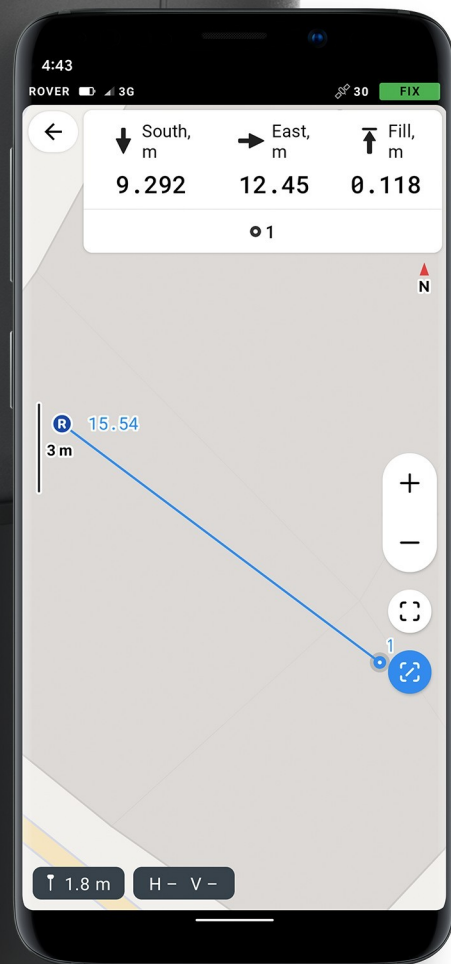 4:43
ROVER 3G 30 FIX
South, m East, m Fill, m
9.292 12.45 0.118
1
N
R 15.54
3 m
1
1.8 m H – V –